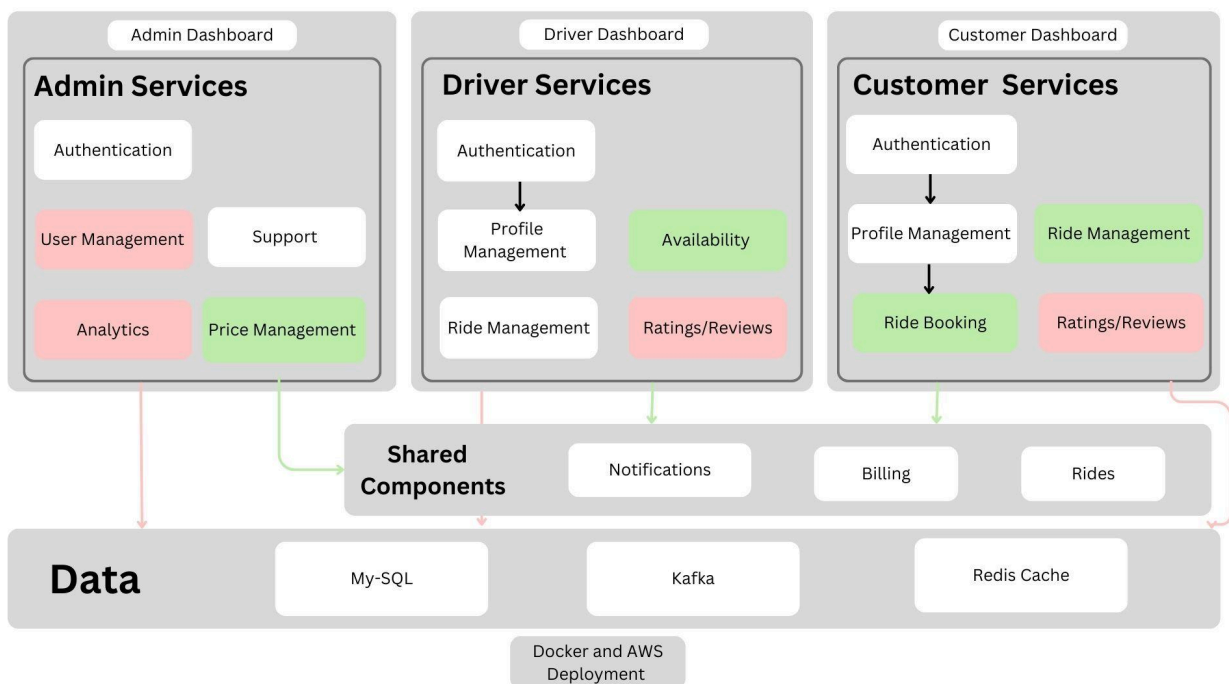 Admin Dashboard
Driver Dashboard
Customer Dashboard
Admin Services
Authentication
User Management
Support
Analytics
Price Management
Driver Services
Authentication
Profile
Management
Availability
Ride Management
Ratings/Reviews
Customer Services
Authentication
Profile Management
Ride Management
Ride Booking
Ratings/Reviews
Shared
Components
Notifications
Billing
Rides
Data
My-SQL
Kafka
Redis Cache
Docker and AWS
Deployment